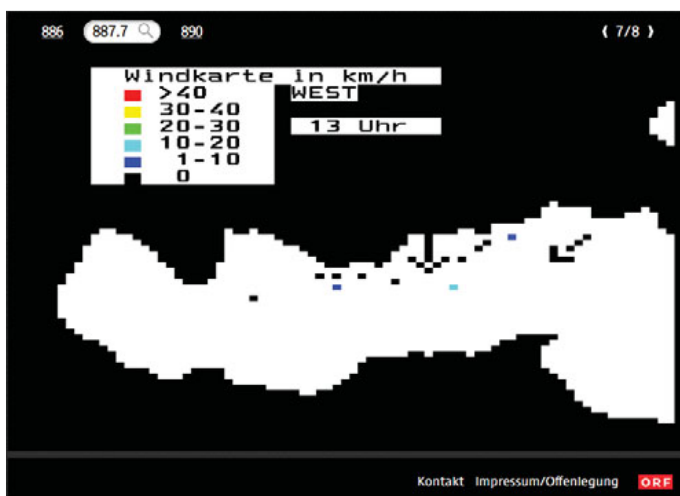 886 887.7 890 ❨ 7/8 ❩
Windkarte in km/h
>40 WEST
30-40
20-30 13 Uhr
10-20
1-10
0
Kontakt Impressum/Offenlegung ORF